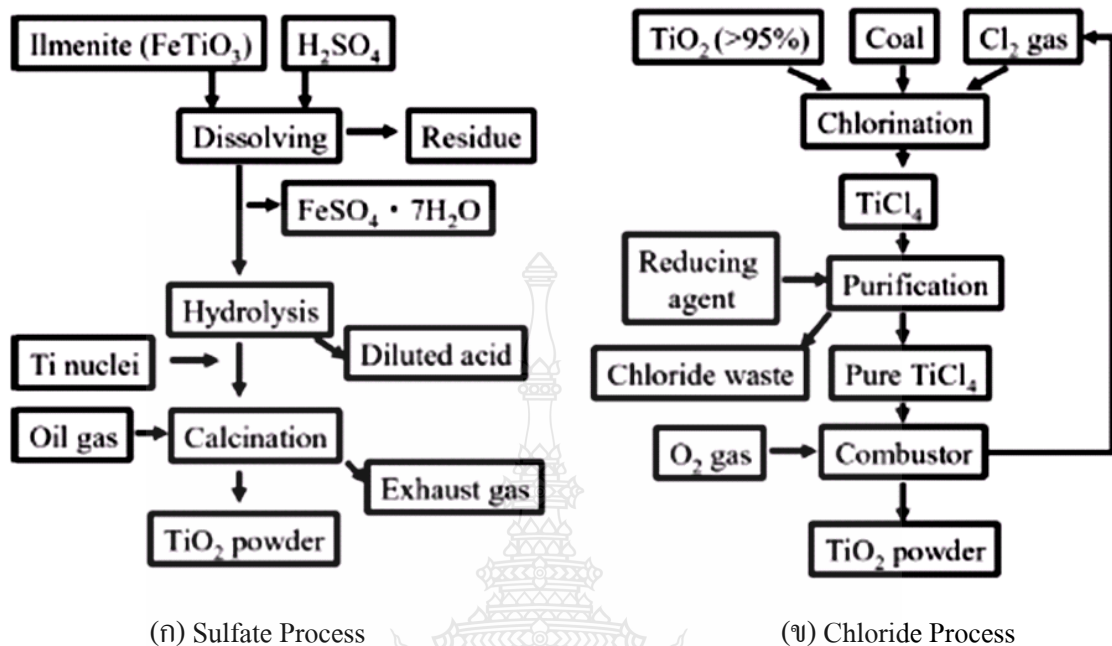 Ilmenite (FeTiO₃)
H₂SO₄
Dissolving
Residue
FeSO₄ · 7H₂O
Hydrolysis
Ti nuclei
Diluted acid
Oil gas
Calcination
Exhaust gas
TiO₂ powder
(ก) Sulfate Process
TiO₂ (>95%)
Coal
Cl₂ gas
Chlorination
TiCl₄
Reducing
agent
Purification
Chloride waste
Pure TiCl₄
O₂ gas
Combustor
TiO₂ powder
(ข) Chloride Process